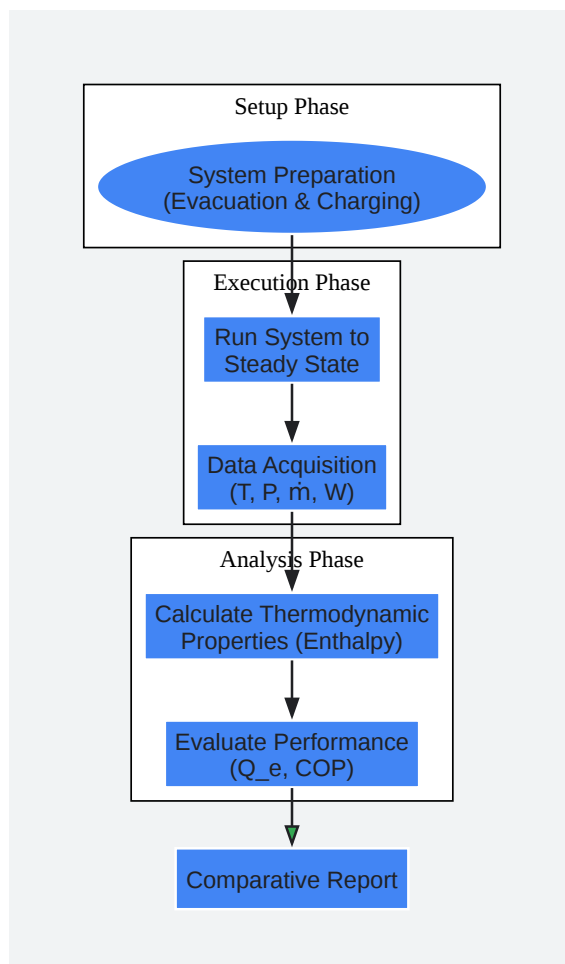 Setup Phase
System Preparation
(Evacuation & Charging)
Execution Phase
Run System to
Steady State
Data Acquisition
(T, P, ṁ, W)
Analysis Phase
Calculate Thermodynamic
Properties (Enthalpy)
Evaluate Performance
(Q_e, COP)
Comparative Report